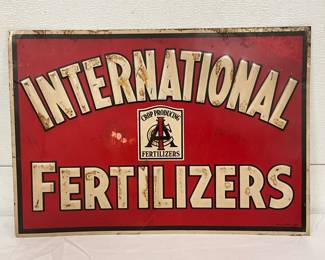 INTERNATIONAL
CROP PRODUCING
FERTILIZERS
FERTILIZERS